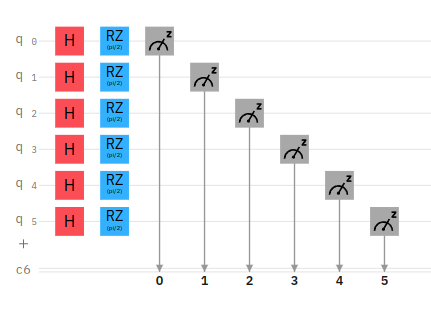 q 0 H RZ (pi/2) z
q 1 H RZ (pi/2) z
q 2 H RZ (pi/2) z
q 3 H RZ (pi/2) z
q 4 H RZ (pi/2) z
q 5 H RZ (pi/2) z
+
c6
0 1 2 3 4 5